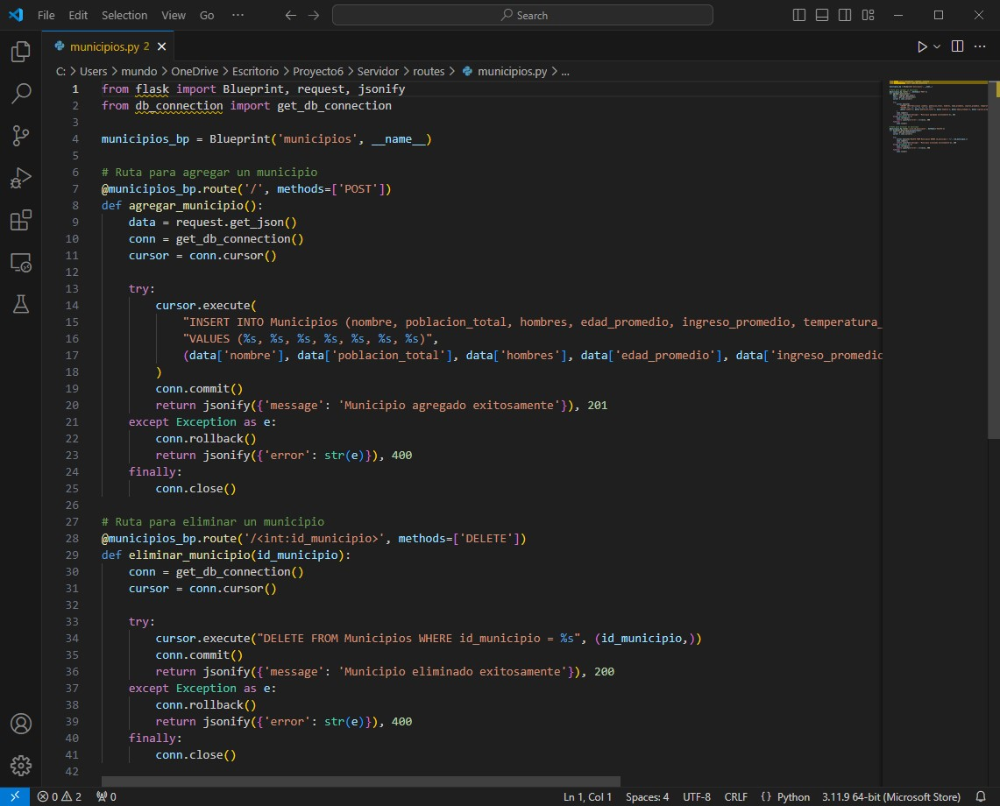 File Edit Selection View Go ··· Search
municipios.py 2
C: > Users > mundo > OneDrive > Escritorio > Proyecto6 > Servidor > routes > municipios.py > ...
1 from flask import Blueprint, request, jsonify
2 from db_connection import get_db_connection
3
4 municipios_bp = Blueprint('municipios', __name__)
5
6 # Ruta para agregar un municipio
7 @municipios_bp.route('/', methods=['POST'])
8 def agregar_municipio():
9     data = request.get_json()
10     conn = get_db_connection()
11     cursor = conn.cursor()
12
13     try:
14         cursor.execute(
15             "INSERT INTO Municipios (nombre, poblacion_total, hombres, edad_promedio, ingreso_promedio, temperatura_
16             "VALUES (%s, %s, %s, %s, %s, %s, %s)",
17             (data['nombre'], data['poblacion_total'], data['hombres'], data['edad_promedio'], data['ingreso_promedio
18         )
19         conn.commit()
20         return jsonify({'message': 'Municipio agregado exitosamente'}), 201
21     except Exception as e:
22         conn.rollback()
23         return jsonify({'error': str(e)}), 400
24     finally:
25         conn.close()
26
27 # Ruta para eliminar un municipio
28 @municipios_bp.route('/<int:id_municipio>', methods=['DELETE'])
29 def eliminar_municipio(id_municipio):
30     conn = get_db_connection()
31     cursor = conn.cursor()
32
33     try:
34         cursor.execute("DELETE FROM Municipios WHERE id_municipio = %s", (id_municipio,))
35         conn.commit()
36         return jsonify({'message': 'Municipio eliminado exitosamente'}), 200
37     except Exception as e:
38         conn.rollback()
39         return jsonify({'error': str(e)}), 400
40     finally:
41         conn.close()
42
0 2 0 Ln 1, Col 1 Spaces: 4 UTF-8 CRLF {} Python 3.11.9 64-bit (Microsoft Store)